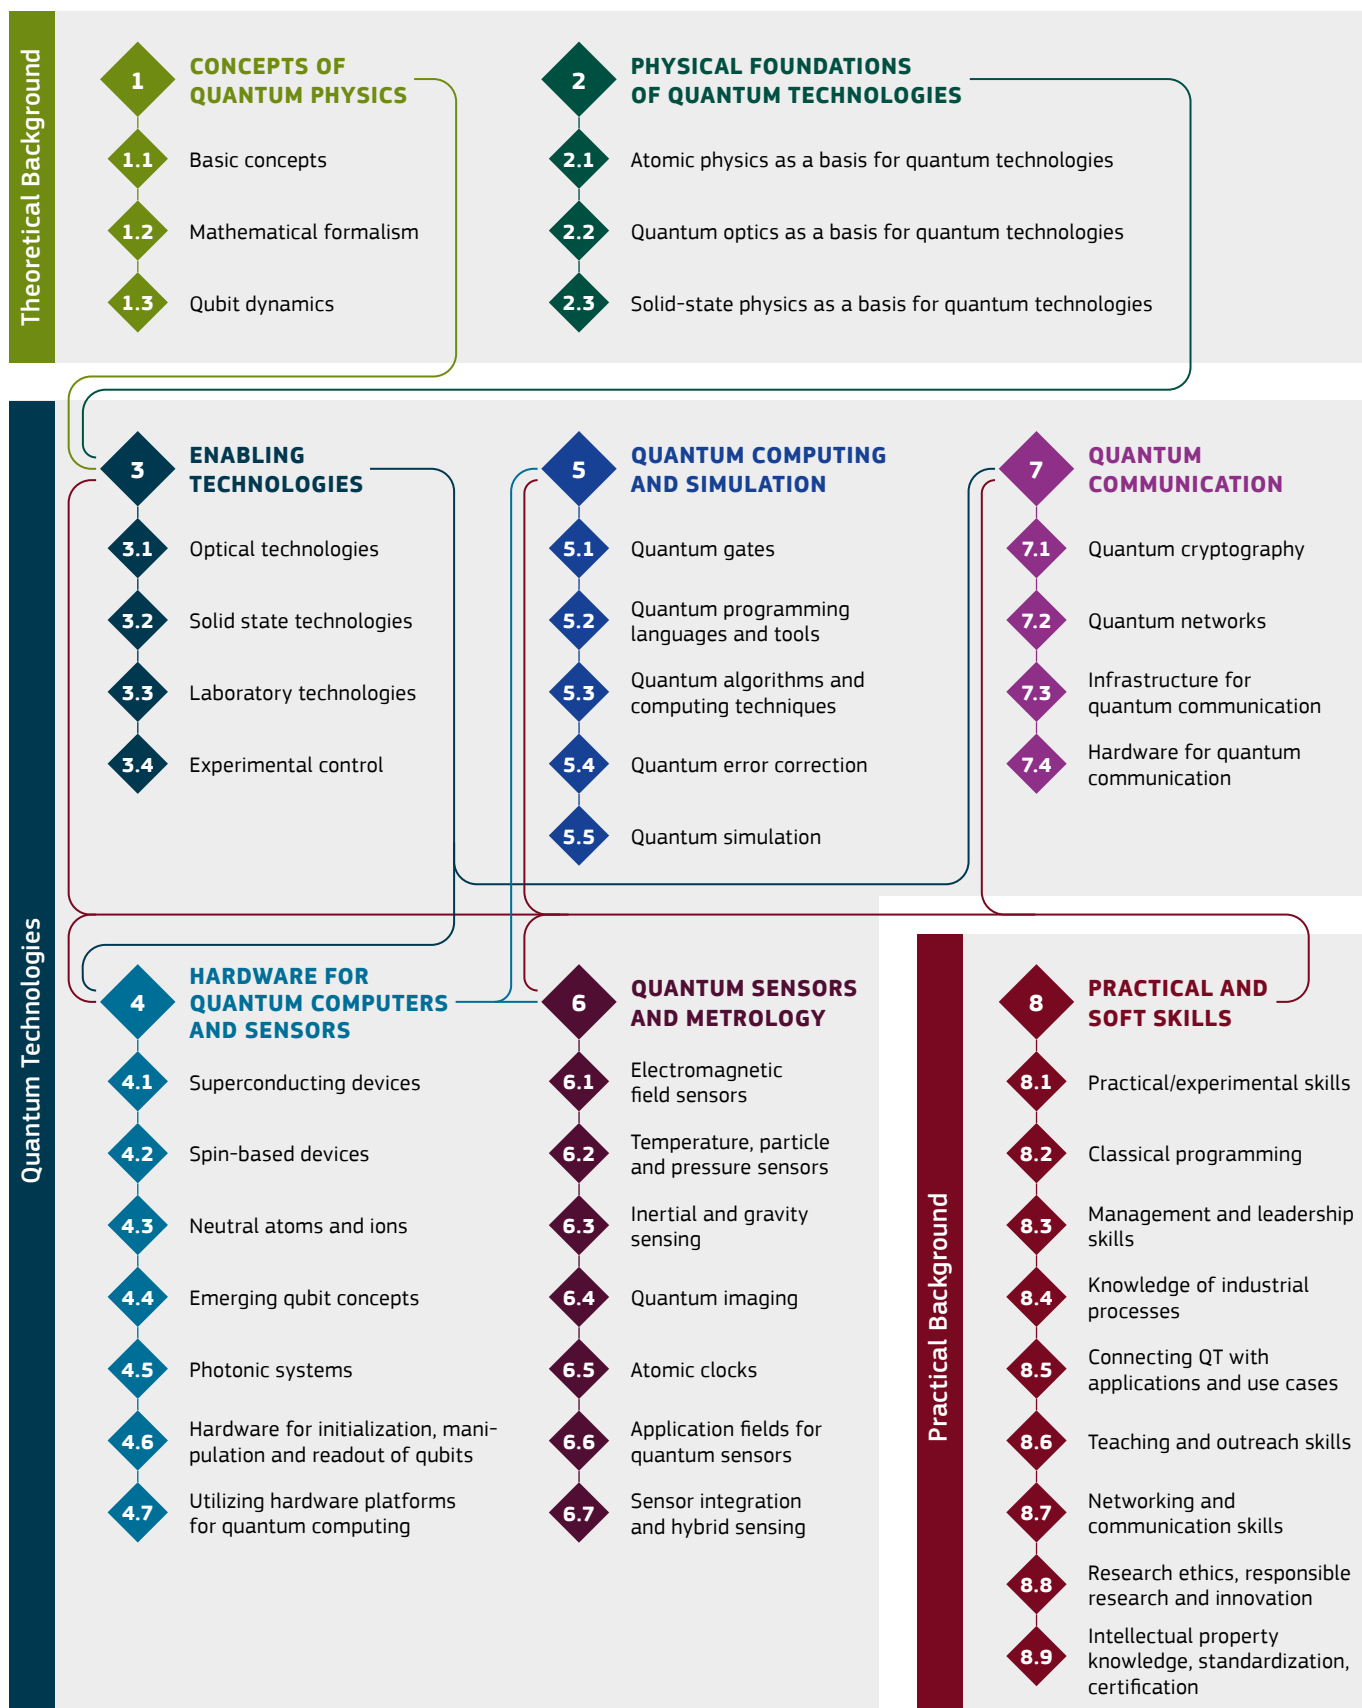 Theoretical Background
1
CONCEPTS OF
QUANTUM PHYSICS
1.1
Basic concepts
1.2
Mathematical formalism
1.3
Qubit dynamics
2
PHYSICAL FOUNDATIONS
OF QUANTUM TECHNOLOGIES
2.1
Atomic physics as a basis for quantum technologies
2.2
Quantum optics as a basis for quantum technologies
2.3
Solid-state physics as a basis for quantum technologies
Quantum Technologies
3
ENABLING
TECHNOLOGIES
3.1
Optical technologies
3.2
Solid state technologies
3.3
Laboratory technologies
3.4
Experimental control
4
HARDWARE FOR
QUANTUM COMPUTERS
AND SENSORS
4.1
Superconducting devices
4.2
Spin-based devices
4.3
Neutral atoms and ions
4.4
Emerging qubit concepts
4.5
Photonic systems
4.6
Hardware for initialization, mani-
pulation and readout of qubits
4.7
Utilizing hardware platforms
for quantum computing
5
QUANTUM COMPUTING
AND SIMULATION
5.1
Quantum gates
5.2
Quantum programming
languages and tools
5.3
Quantum algorithms and
computing techniques
5.4
Quantum error correction
5.5
Quantum simulation
6
QUANTUM SENSORS
AND METROLOGY
6.1
Electromagnetic
field sensors
6.2
Temperature, particle
and pressure sensors
6.3
Inertial and gravity
sensing
6.4
Quantum imaging
6.5
Atomic clocks
6.6
Application fields for
quantum sensors
6.7
Sensor integration
and hybrid sensing
7
QUANTUM
COMMUNICATION
7.1
Quantum cryptography
7.2
Quantum networks
7.3
Infrastructure for
quantum communication
7.4
Hardware for quantum
communication
Practical Background
8
PRACTICAL AND
SOFT SKILLS
8.1
Practical/experimental skills
8.2
Classical programming
8.3
Management and leadership
skills
8.4
Knowledge of industrial
processes
8.5
Connecting QT with
applications and use cases
8.6
Teaching and outreach skills
8.7
Networking and
communication skills
8.8
Research ethics, responsible
research and innovation
8.9
Intellectual property
knowledge, standardization,
certification